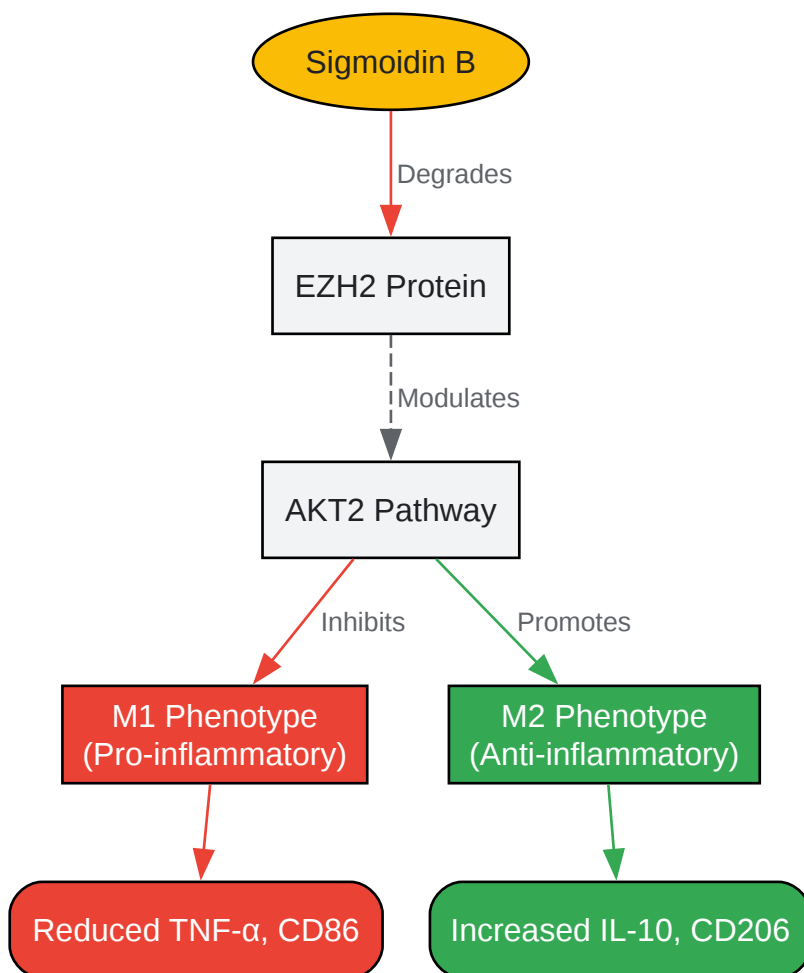 Sigmoidin B
Degrades
EZH2 Protein
Modulates
AKT2 Pathway
Inhibits
Promotes
M1 Phenotype
(Pro-inflammatory)
M2 Phenotype
(Anti-inflammatory)
Reduced TNF-α, CD86
Increased IL-10, CD206